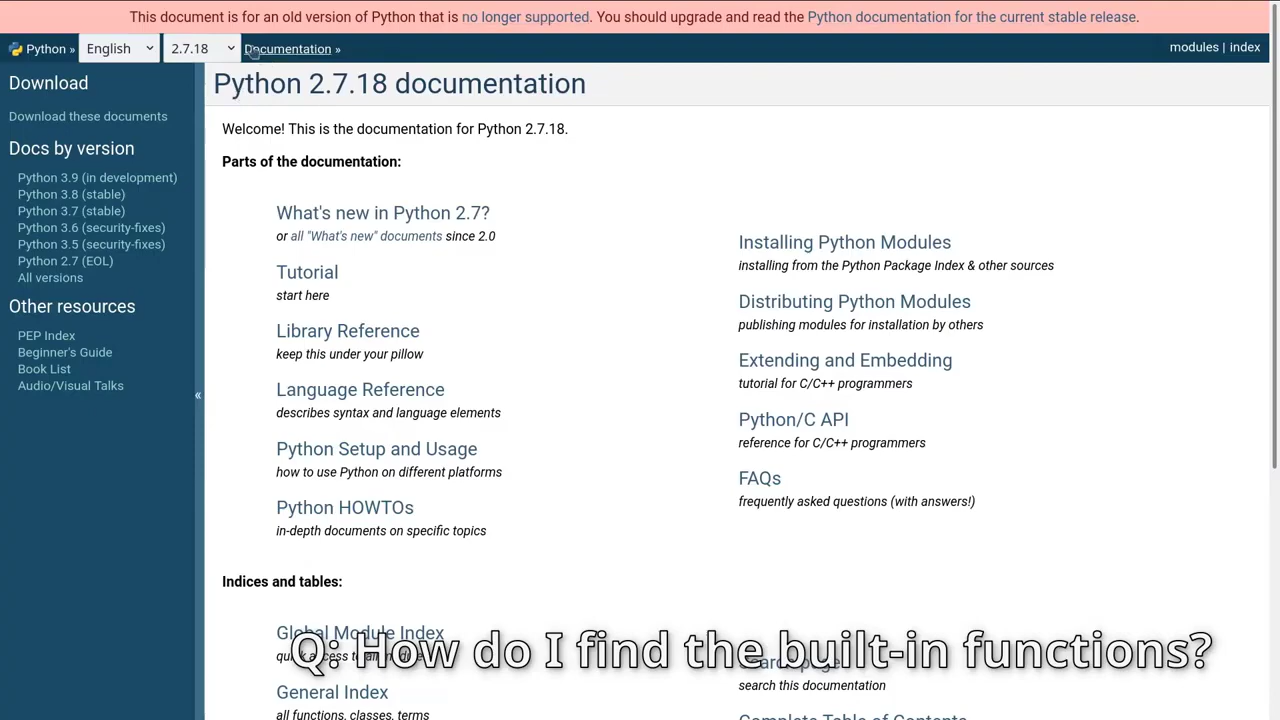 This document is for an old version of Python that is no longer supported. You should upgrade and read the Python documentation for the current stable release.
Python » English 2.7.18 Documentation » modules | index
Download
Download these documents
Docs by version
Python 3.9 (in development)
Python 3.8 (stable)
Python 3.7 (stable)
Python 3.6 (security-fixes)
Python 3.5 (security-fixes)
Python 2.7 (EOL)
All versions
Other resources
PEP Index
Beginner's Guide
Book List
Audio/Visual Talks
«
Python 2.7.18 documentation
Welcome! This is the documentation for Python 2.7.18.
Parts of the documentation:
What's new in Python 2.7?
or all "What's new" documents since 2.0
Tutorial
start here
Library Reference
keep this under your pillow
Language Reference
describes syntax and language elements
Python Setup and Usage
how to use Python on different platforms
Python HOWTOs
in-depth documents on specific topics
Installing Python Modules
installing from the Python Package Index & other sources
Distributing Python Modules
publishing modules for installation by others
Extending and Embedding
tutorial for C/C++ programmers
Python/C API
reference for C/C++ programmers
FAQs
frequently asked questions (with answers!)
Indices and tables:
Global Module Index
General Index
all functions, classes, terms
search this documentation
Complete Table of Contents
Q: How do I find the built-in functions?